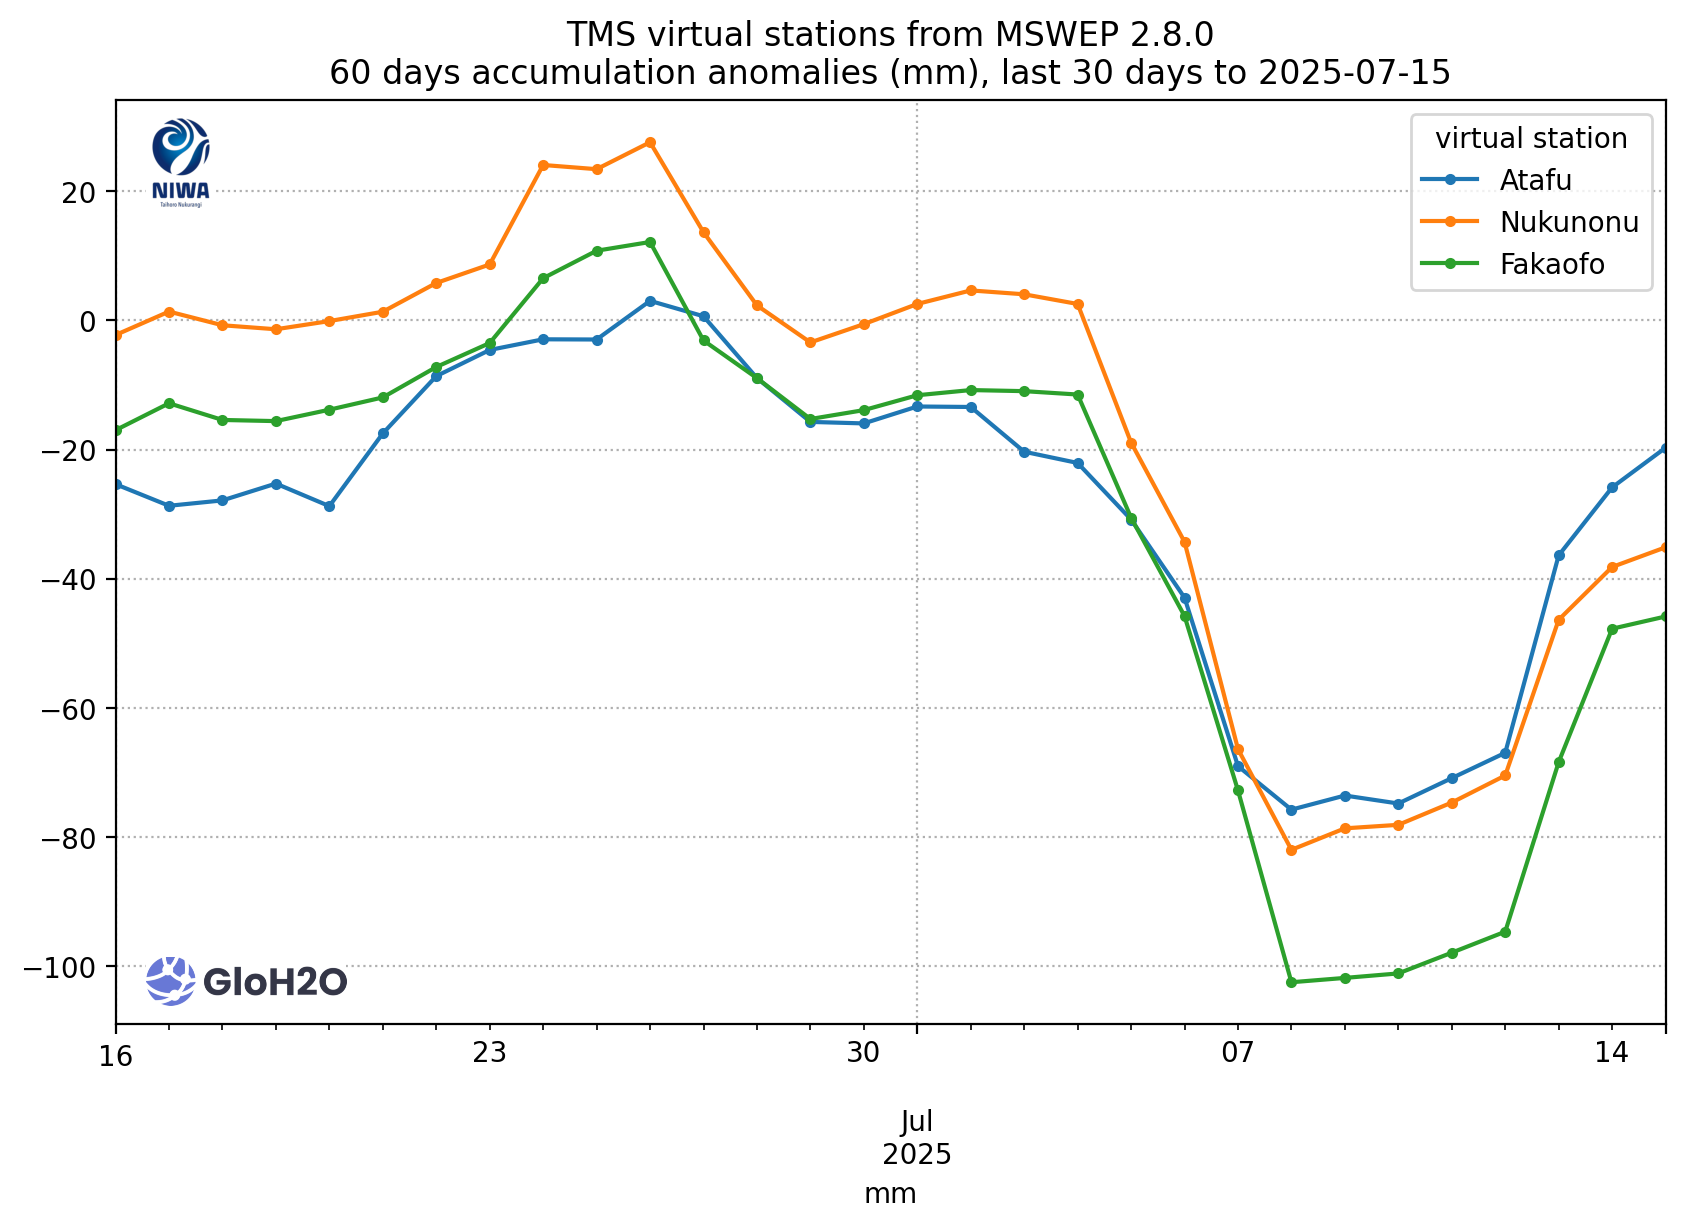 TMS virtual stations from MSWEP 2.8.0
60 days accumulation anomalies (mm), last 30 days to 2025-07-15
NIWA
Taihoro Nukurangi
virtual station
Atafu
Nukunonu
Fakaofo
20
0
−20
−40
−60
−80
−100
GloH2O
16
23
30
07
14
Jul
2025
mm